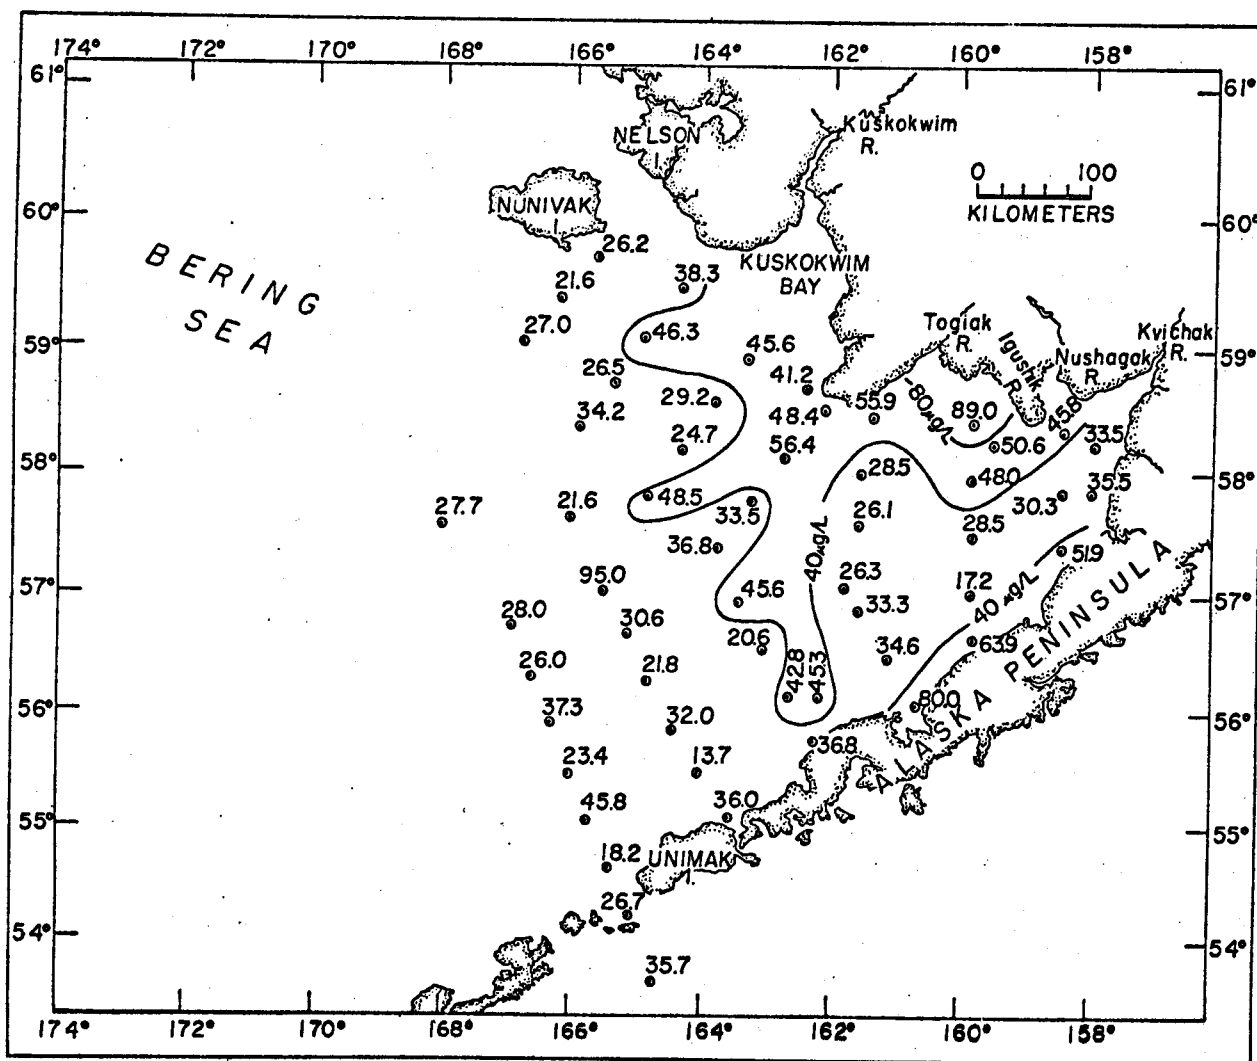 174° 170° 168° 166° 164° 162° 160° 158°
61° 61°
NELSON
I.
Kuskokwim
R.
0 100
KILOMETERS
NUNIVAK
I.
60° 60°
BERING
SEA
26.2
KUSKOKWIM
BAY
21.6
38.3
27.0
46.3
45.6
Togiak
R.
Igushik
R.
Nushagak
R.
Kvichak
R.
59° 59°
26.5
41.2
29.2
48.4
55.9
80µg/L
89.0
45.8
34.2
24.7
56.4
50.6
33.5
58° 58°
28.5
48.0
27.7
21.6
48.5
33.5
26.1
30.3
35.5
36.8
40µg/L
28.5
51.9
57° 57°
95.0
45.6
26.3
17.2
40 µg/L
28.0
30.6
20.6
33.3
63.9
26.0
21.8
42.8
45.3
34.6
ALASKA PENINSULA
56° 56°
37.3
32.0
80.0
36.8
23.4
13.7
55° 55°
45.8
36.0
18.2
UNIMAK
I.
26.7
54° 54°
35.7
174° 172° 170° 168° 166° 164° 162° 160° 158°